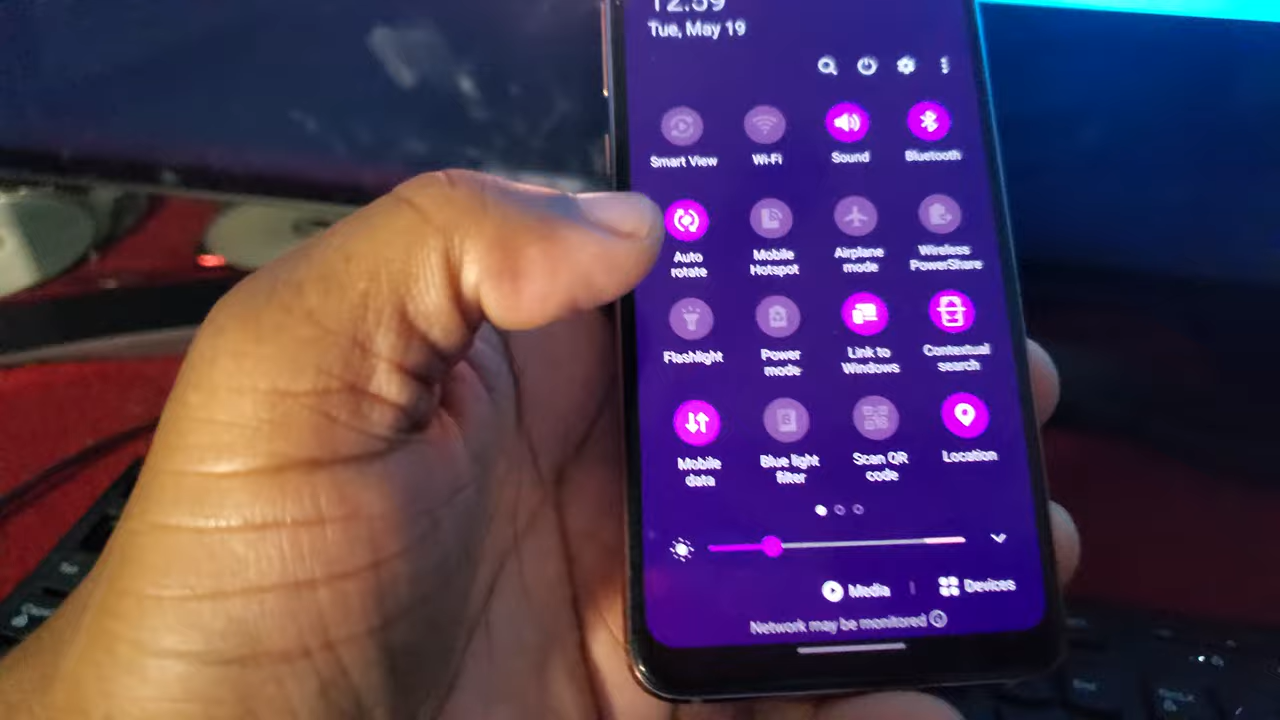 12:59
Tue, May 19
Smart View
Wi-Fi
Sound
Bluetooth
Auto
rotate
Mobile
Hotspot
Airplane
mode
Wireless
PowerShare
Flashlight
Power
mode
Link to
Windows
Contextual
search
Mobile
data
Blue light
filter
Scan QR
code
Location
Media | Devices
Network may be monitored